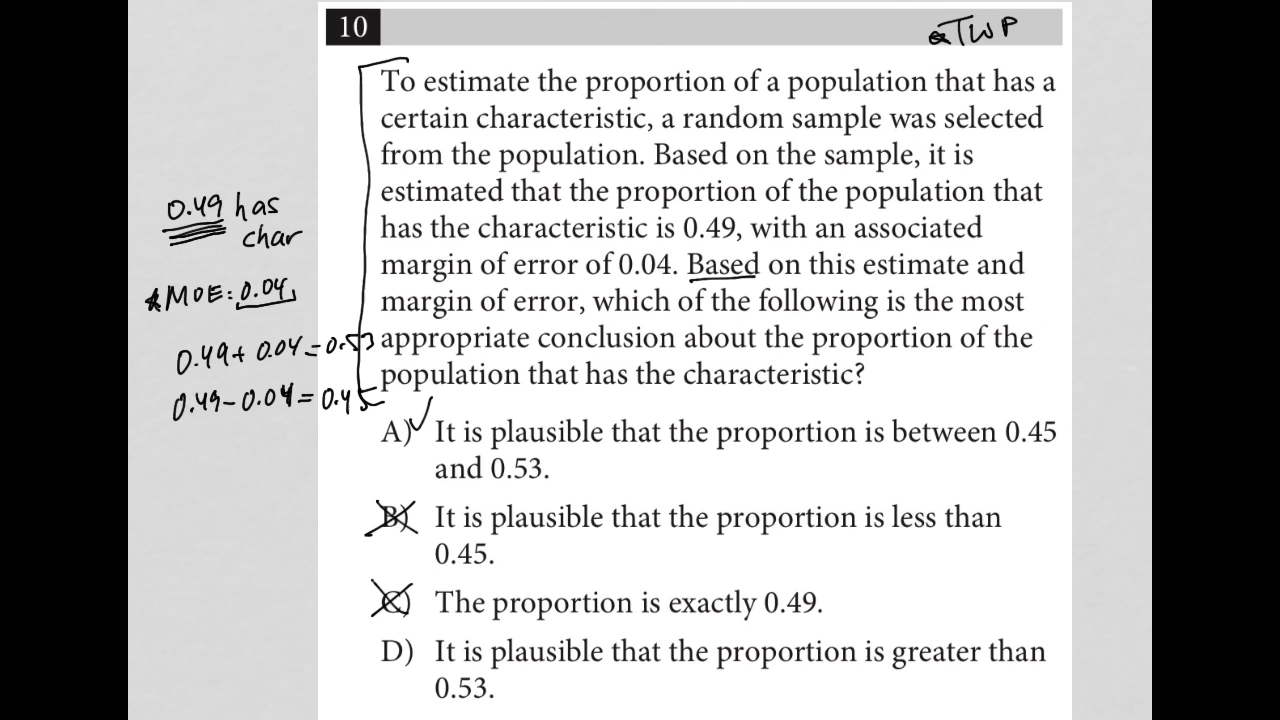 10
TWP
To estimate the proportion of a population that has a
certain characteristic, a random sample was selected
from the population. Based on the sample, it is
estimated that the proportion of the population that
has the characteristic is 0.49, with an associated
margin of error of 0.04. Based on this estimate and
margin of error, which of the following is the most
appropriate conclusion about the proportion of the
population that has the characteristic?
0.49 has
char
MOE: 0.04
0.49 + 0.04 = 0.53
0.49 - 0.04 = 0.45
A) It is plausible that the proportion is between 0.45
and 0.53.
B) It is plausible that the proportion is less than
0.45.
C) The proportion is exactly 0.49.
D) It is plausible that the proportion is greater than
0.53.